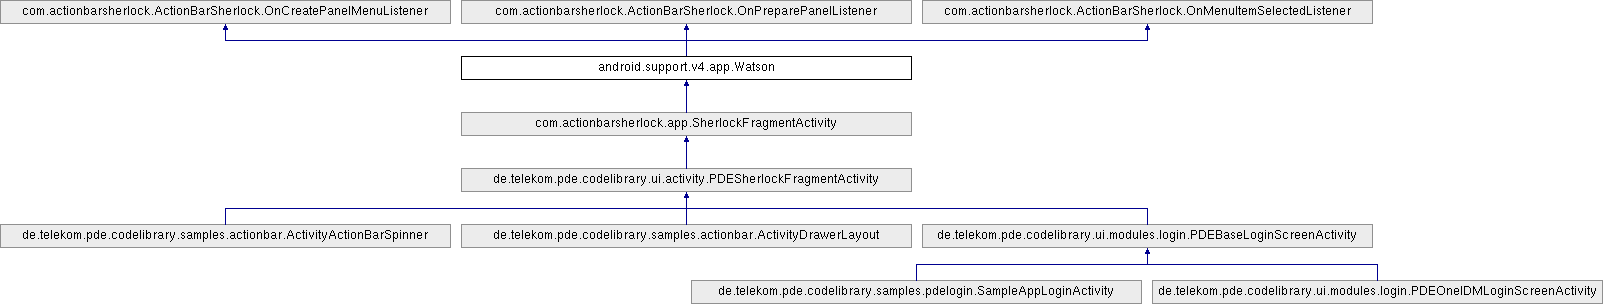 com.actionbarsherlock.ActionBarSherlock.OnCreatePanelMenuListener
com.actionbarsherlock.ActionBarSherlock.OnPreparePanelListener
com.actionbarsherlock.ActionBarSherlock.OnMenuItemSelectedListener
android.support.v4.app.Watson
com.actionbarsherlock.app.SherlockFragmentActivity
de.telekom.pde.codelibrary.ui.activity.PDESherlockFragmentActivity
de.telekom.pde.codelibrary.samples.actionbar.ActivityActionBarSpinner
de.telekom.pde.codelibrary.samples.actionbar.ActivityDrawerLayout
de.telekom.pde.codelibrary.ui.modules.login.PDEBaseLoginScreenActivity
de.telekom.pde.codelibrary.samples.pdelogin.SampleAppLoginActivity
de.telekom.pde.codelibrary.ui.modules.login.PDEOneIDMLoginScreenActivity